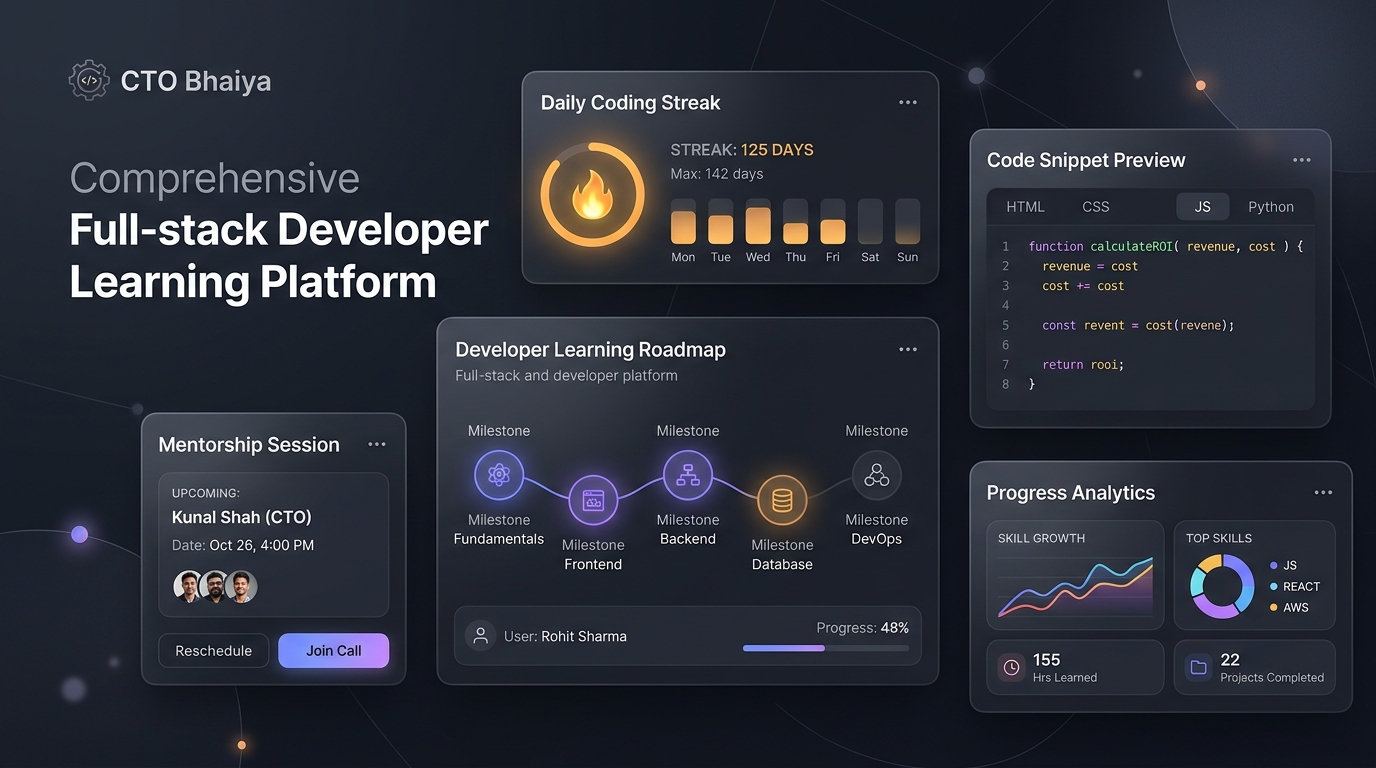 CTO Bhaiya
Comprehensive
Full-stack Developer
Learning Platform
Daily Coding Streak
STREAK: 125 DAYS
Max: 142 days
Mon Tue Wed Thu Fri Sat Sun
Code Snippet Preview
HTML CSS JS Python
1 function calculateROI( revenue, cost ) {
2 revenue = cost
3 cost += cost
4
5 const revent = cost(revene);
6
7 return rooi;
8 }
Developer Learning Roadmap
Full-stack and developer platform
Milestone Milestone Milestone
Milestone
Fundamentals
Milestone
Frontend
Milestone
Backend
Milestone
Database
Milestone
DevOps
User: Rohit Sharma
Progress: 48%
Mentorship Session
UPCOMING:
Kunal Shah (CTO)
Date: Oct 26, 4:00 PM
Reschedule Join Call
Progress Analytics
SKILL GROWTH
TOP SKILLS
JS
REACT
AWS
155
Hrs Learned
22
Projects Completed